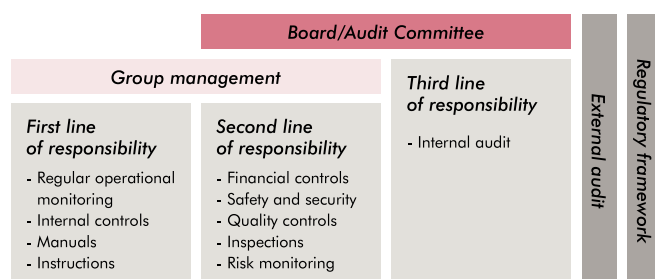 Board/Audit Committee
Group management
First line
of responsibility
- Regular operational
monitoring
- Internal controls
- Manuals
- Instructions
Second line
of responsibility
- Financial controls
- Safety and security
- Quality controls
- Inspections
- Risk monitoring
Third line
of responsibility
- Internal audit
External audit
Regulatory framework